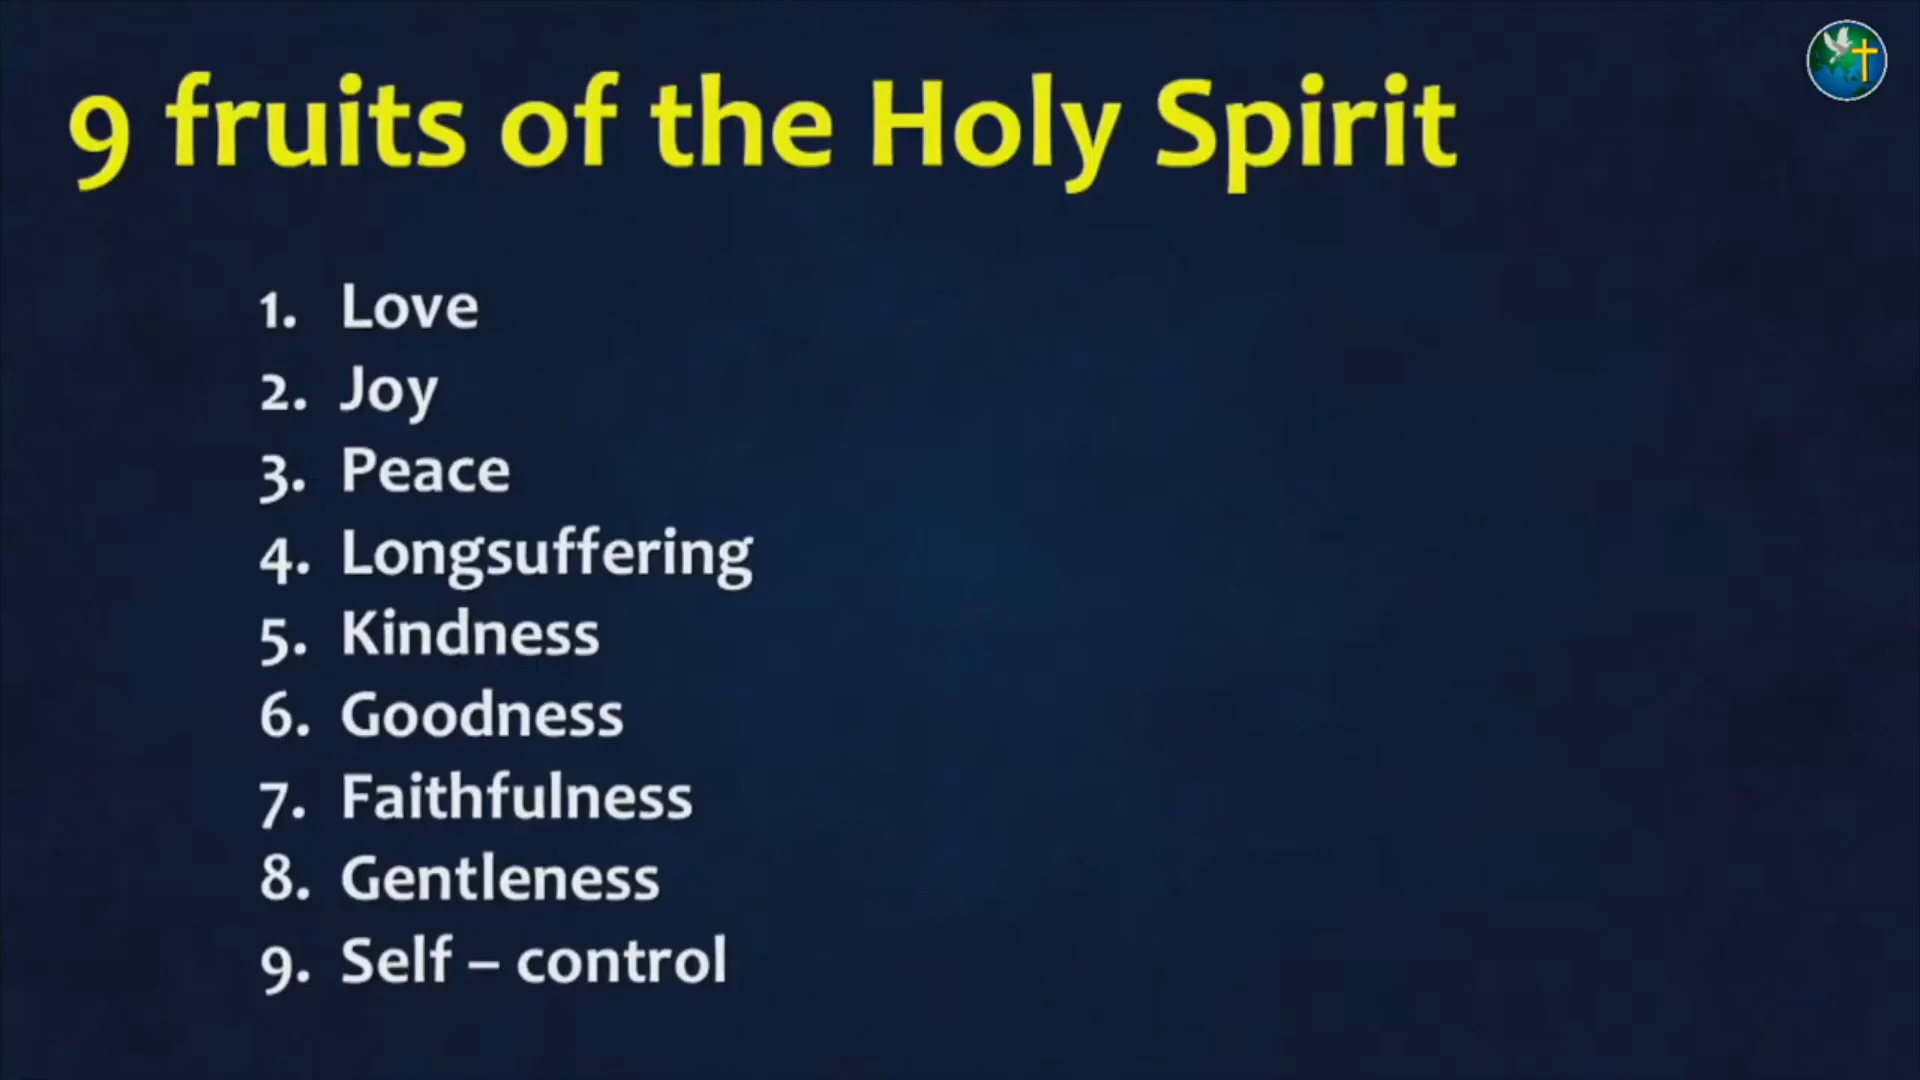 9 fruits of the Holy Spirit
1. Love
2. Joy
3. Peace
4. Longsuffering
5. Kindness
6. Goodness
7. Faithfulness
8. Gentleness
9. Self – control